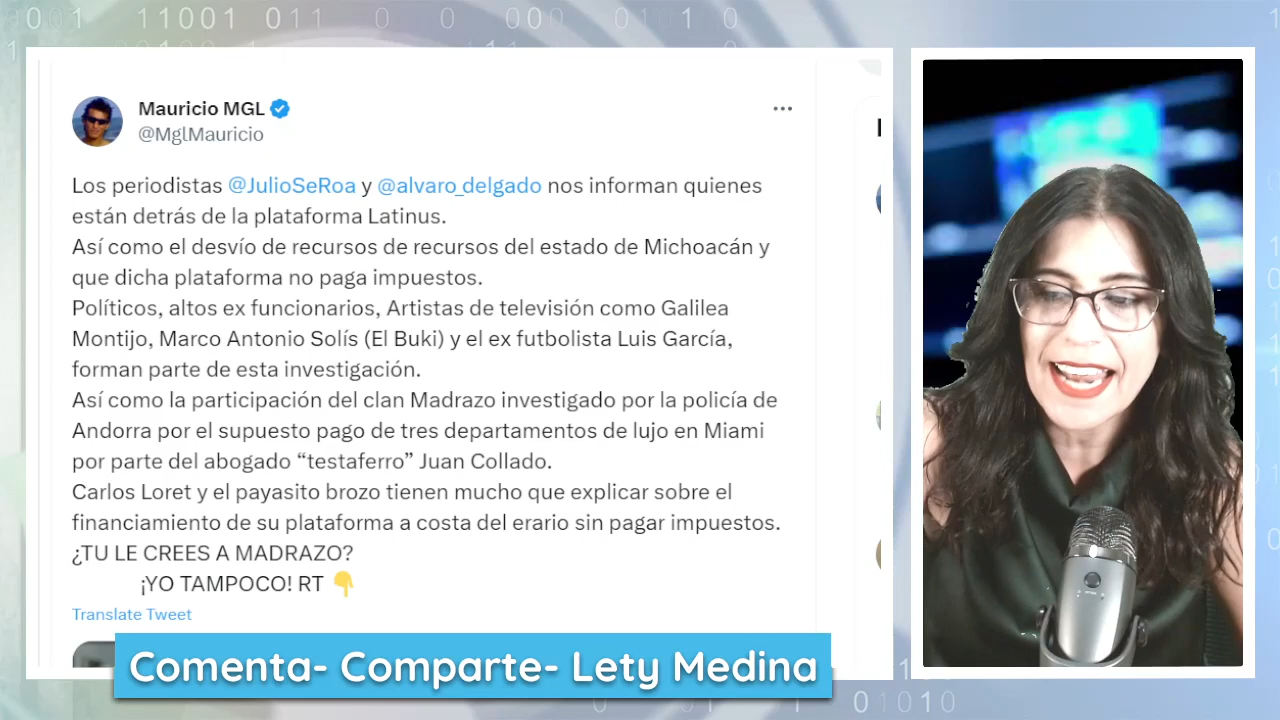 Mauricio MGL
@MglMauricio
Los periodistas @JulioSeRoa y @alvaro_delgado nos informan quienes
están detrás de la plataforma Latinus.
Así como el desvío de recursos de recursos del estado de Michoacán y
que dicha plataforma no paga impuestos.
Políticos, altos ex funcionarios, Artistas de televisión como Galilea
Montijo, Marco Antonio Solís (El Buki) y el ex futbolista Luis García,
forman parte de esta investigación.
Así como la participación del clan Madrazo investigado por la policía de
Andorra por el supuesto pago de tres departamentos de lujo en Miami
por parte del abogado “testaferro” Juan Collado.
Carlos Loret y el payasito brozo tienen mucho que explicar sobre el
financiamiento de su plataforma a costa del erario sin pagar impuestos.
¿TU LE CREES A MADRAZO?
¡YO TAMPOCO! RT 👇
Translate Tweet
Comenta- Comparte- Lety Medina